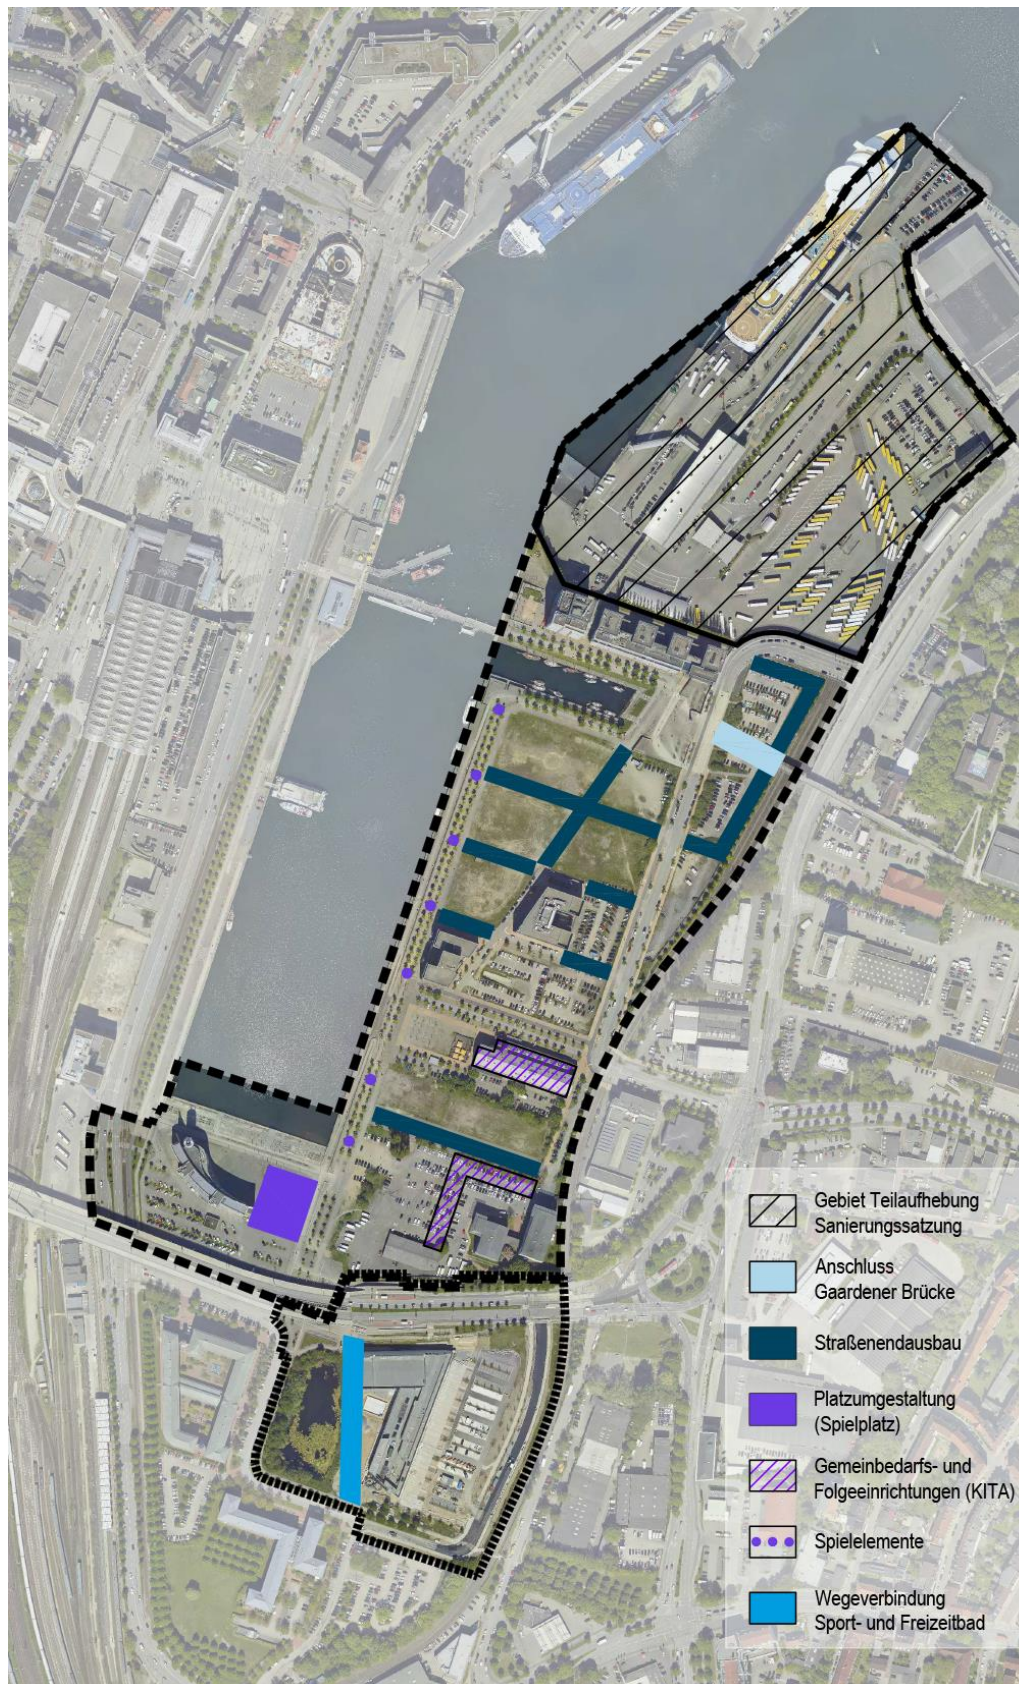 Gebiet Teilaufhebung
Sanierungssatzung
Anschluss
Gaardener Brücke
Straßenendausbau
Platzumgestaltung
(Spielplatz)
Gemeinbedarfs- und
Folgeeinrichtungen (KITA)
Spielelemente
Wegeverbindung
Sport- und Freizeitbad